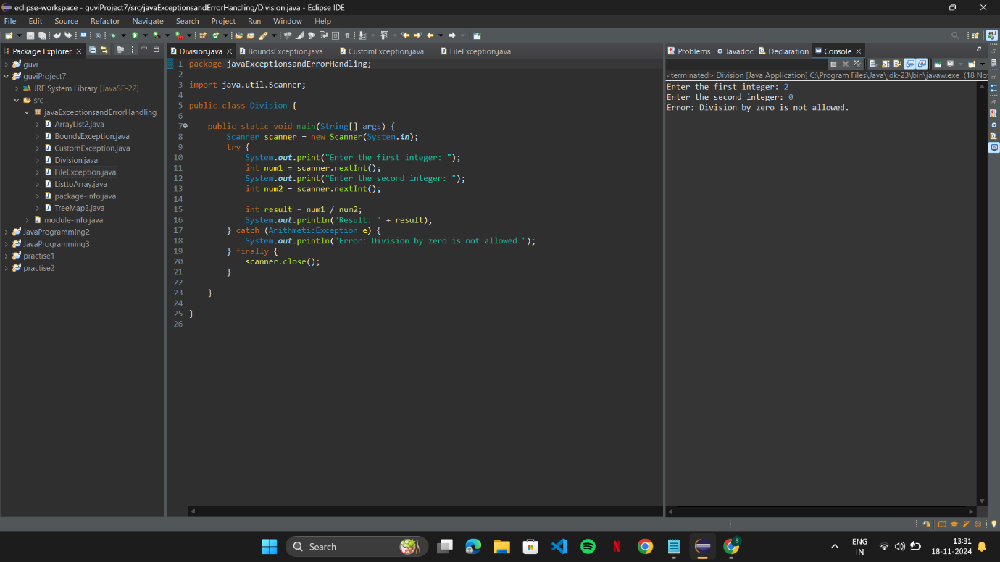 eclipse-workspace - guviProject7/src/javaExceptionsandErrorHandling/Division.java - Eclipse IDE
File Edit Source Refactor Navigate Search Project Run Window Help
Package Explorer
guvi
guviProject7
JRE System Library [JavaSE-22]
src
javaExceptionsandErrorHandling
ArrayList2.java
BoundsException.java
CustomException.java
Division.java
FileException.java
ListtoArray.java
package-info.java
TreeMap3.java
module-info.java
JavaProgramming2
JavaProgramming3
practise1
practise2
Division.java BoundsException.java CustomException.java FileException.java
1 package javaExceptionsandErrorHandling;
2
3 import java.util.Scanner;
4
5 public class Division {
6
7 public static void main(String[] args) {
8 Scanner scanner = new Scanner(System.in);
9 try {
10 System.out.print("Enter the first integer: ");
11 int num1 = scanner.nextInt();
12 System.out.print("Enter the second integer: ");
13 int num2 = scanner.nextInt();
14
15 int result = num1 / num2;
16 System.out.println("Result: " + result);
17 } catch (ArithmeticException e) {
18 System.out.println("Error: Division by zero is not allowed.");
19 } finally {
20 scanner.close();
21 }
22
23 }
24
25 }
26
Problems Javadoc Declaration Console
<terminated> Division [Java Application] C:\Program Files\Java\jdk-23\bin\javaw.exe (18 No
Enter the first integer: 2
Enter the second integer: 0
Error: Division by zero is not allowed.
Search
ENG
IN
13:31
18-11-2024